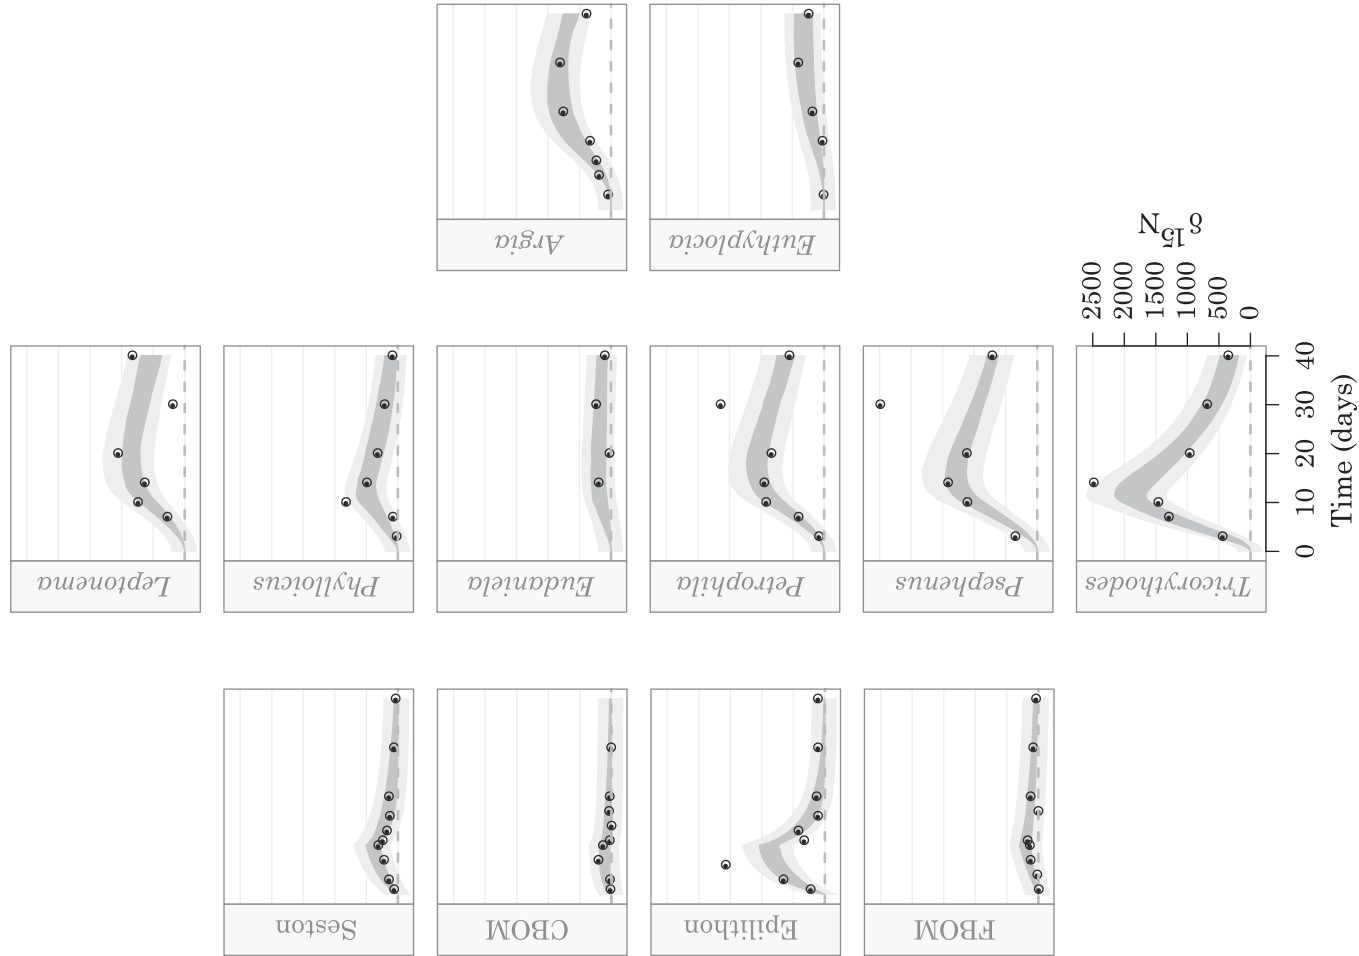 Argia
Euthyplocia
δ15N
2500
2000
1500
1000
500
0
Leptonema
Phylloicus
Eudaniela
Petrophila
Psephenus
Tricorythodes
0 10 20 30 40
Time (days)
Seston
CBOM
Epilithon
FBOM